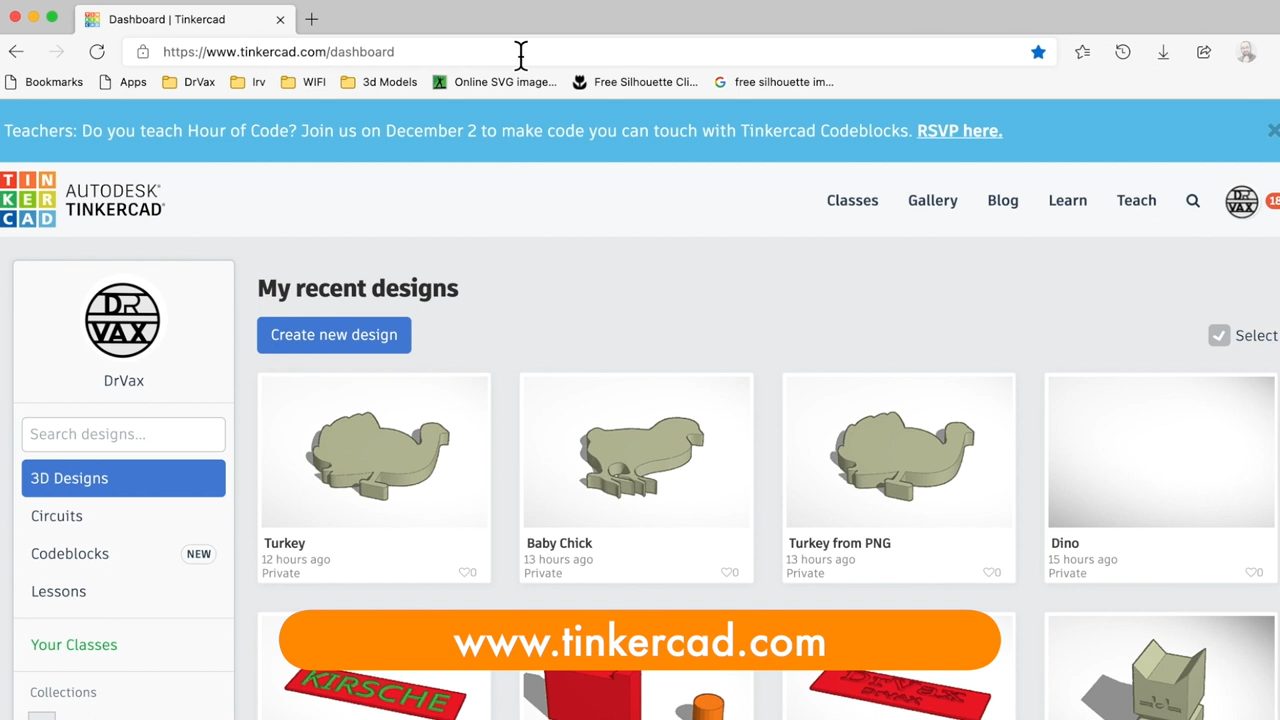 Dashboard | Tinkercad
https://www.tinkercad.com/dashboard
Bookmarks Apps DrVax Irv WIFI 3d Models Online SVG image... Free Silhouette Cli... free silhouette im...
Teachers: Do you teach Hour of Code? Join us on December 2 to make code you can touch with Tinkercad Codeblocks. RSVP here.
TIN
KER
CAD
AUTODESK®
TINKERCAD®
Classes Gallery Blog Learn Teach
DR
VAX
18
DR
VAX
DrVax
Search designs...
3D Designs
Circuits
Codeblocks NEW
Lessons
Your Classes
Collections
My recent designs
Create new design
Select
Turkey
12 hours ago
Private
0
Baby Chick
13 hours ago
Private
0
Turkey from PNG
13 hours ago
Private
0
Dino
15 hours ago
Private
0
www.tinkercad.com
KIRSCHE
DrVax
DRVAX